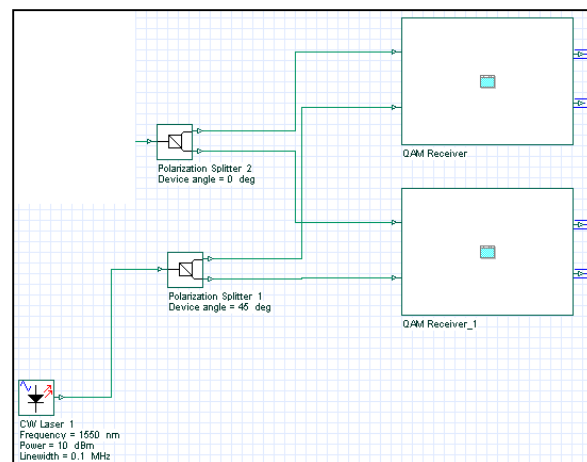 QAM Receiver
Polarization Splitter 2
Device angle = 0 deg
Polarization Splitter 1
Device angle = 45 deg
QAM Receiver_1
CW Laser 1
Frequency = 1550 nm
Power = 10 dBm
Linewidth = 0.1 MHz